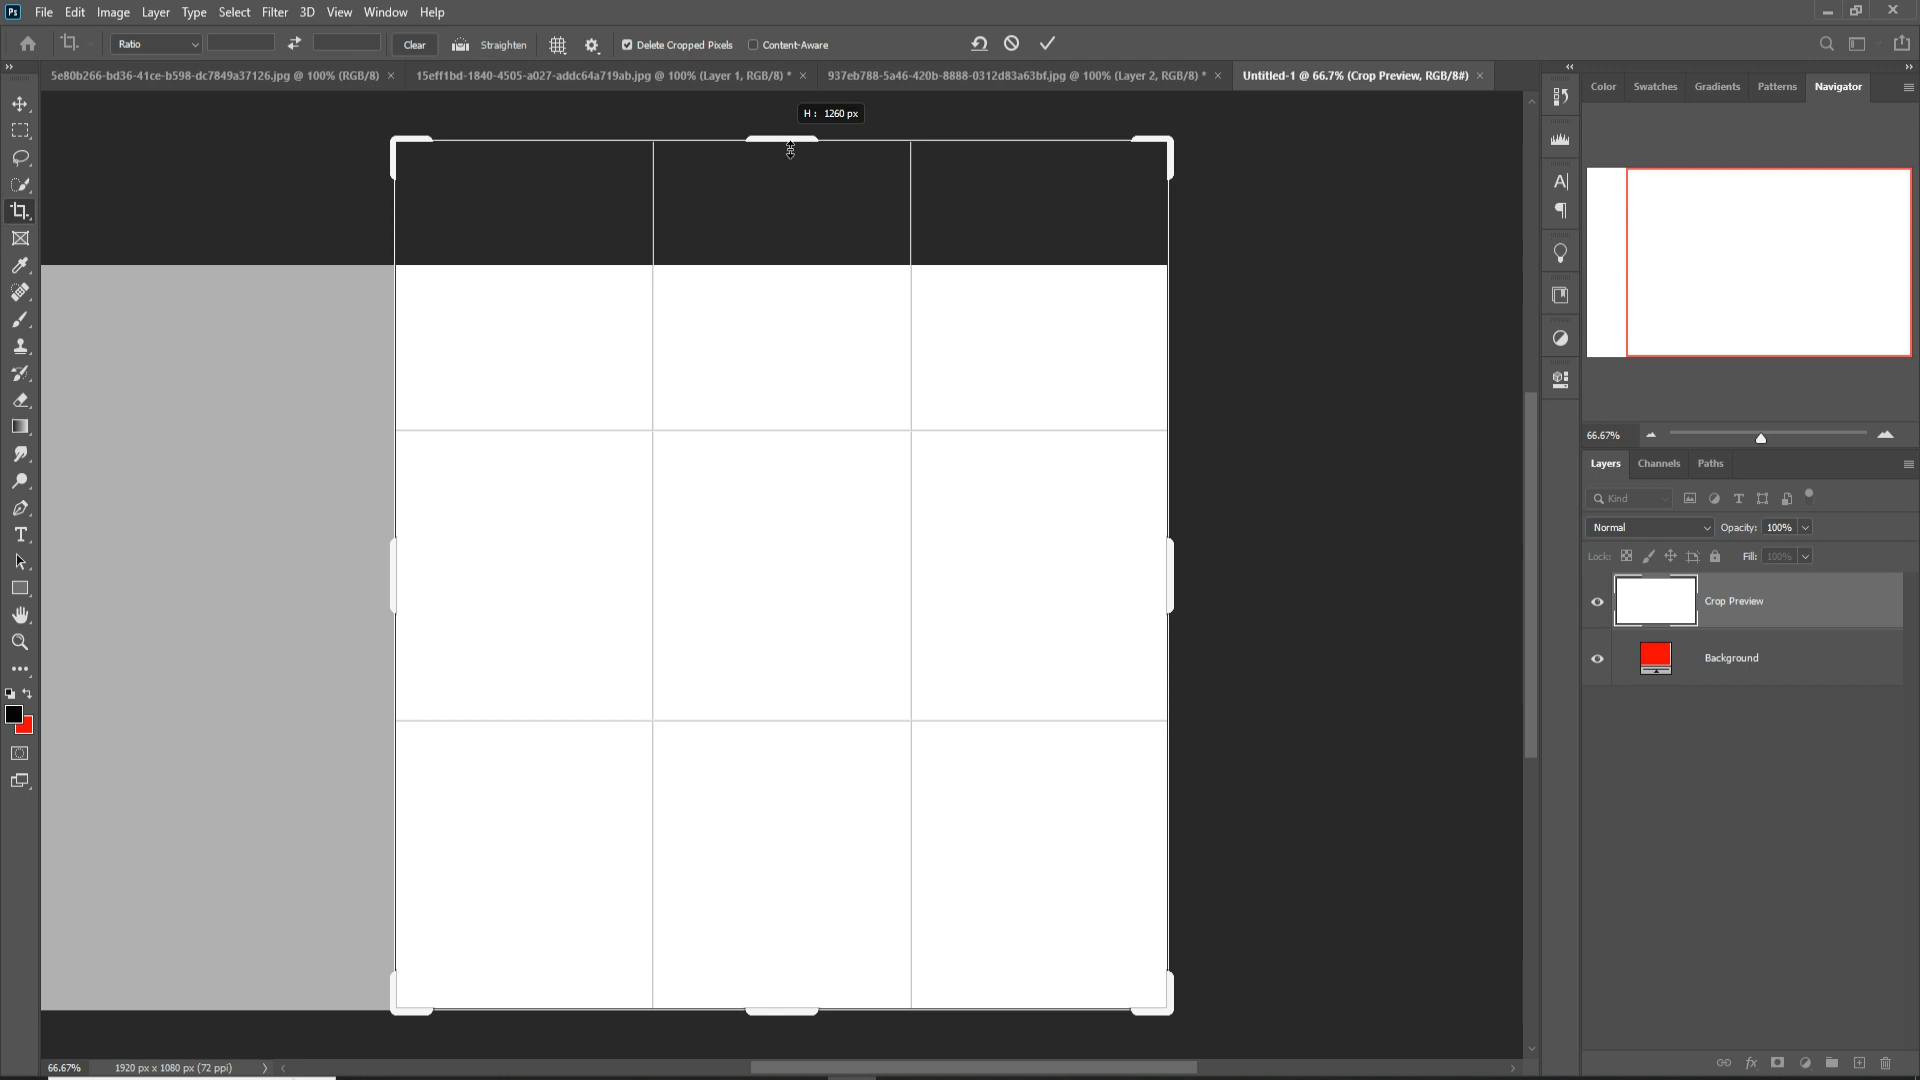 Ps File Edit Image Layer Type Select Filter 3D View Window Help
Ratio Clear Straighten Delete Cropped Pixels Content-Aware
5e80b266-bd36-41ce-b598-dc7849a37126.jpg @ 100% (RGB/8) × 15eff1bd-1840-4505-a027-addc64a719ab.jpg @ 100% (Layer 1, RGB/8) * × 937eb788-5a46-420b-8888-0312d83a63bf.jpg @ 100% (Layer 2, RGB/8) * × Untitled-1 @ 66.7% (Crop Preview, RGB/8#) ×
Color Swatches Gradients Patterns Navigator
H : 1260 px
66.67%
Layers Channels Paths
Kind
Normal Opacity: 100%
Lock: Fill: 100%
Crop Preview
Background
66.67% 1920 px x 1080 px (72 ppi)